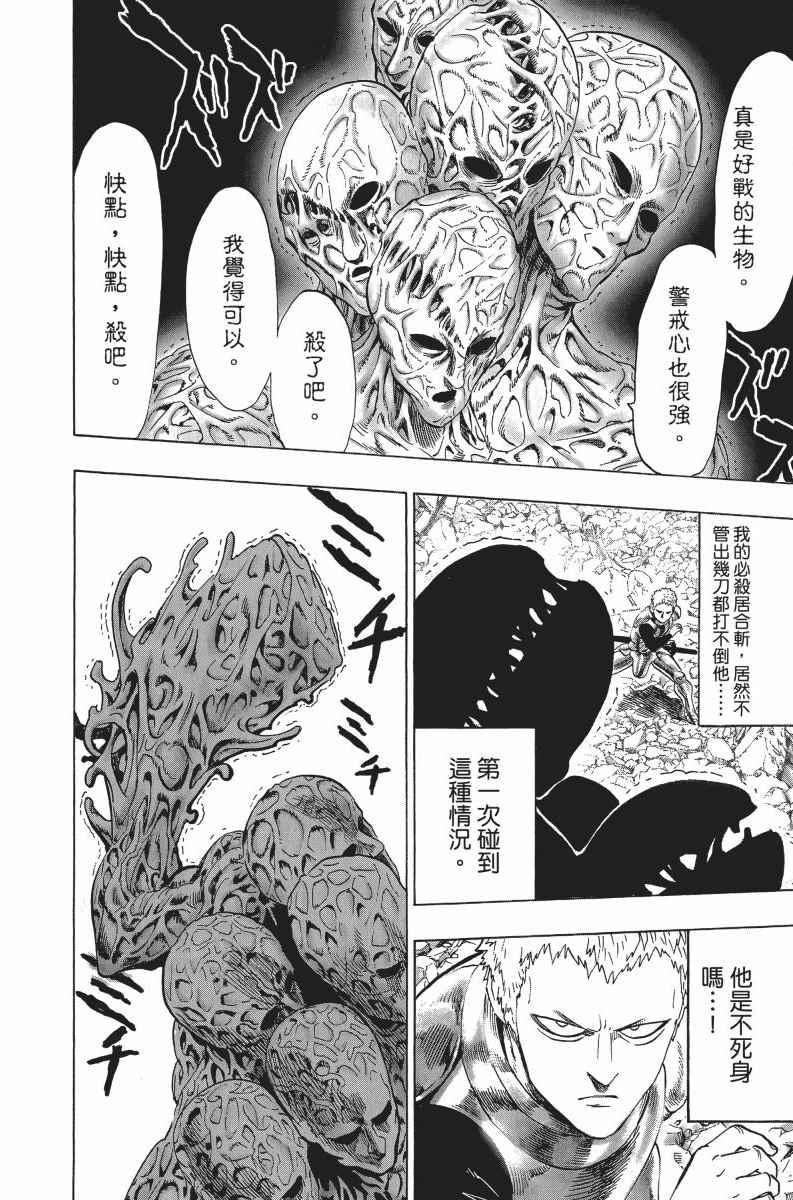 真是好戰的生物。
警戒心也很強。
殺了吧。
我覺得可以。
快點，快點，殺吧。
ズズ
ズズ
我的必殺居合斬，居然不
管出幾刀都打不倒他……
第一次碰到
這種情況。
他是不死身
嗎…！
ミチ
ミチ
ミチ